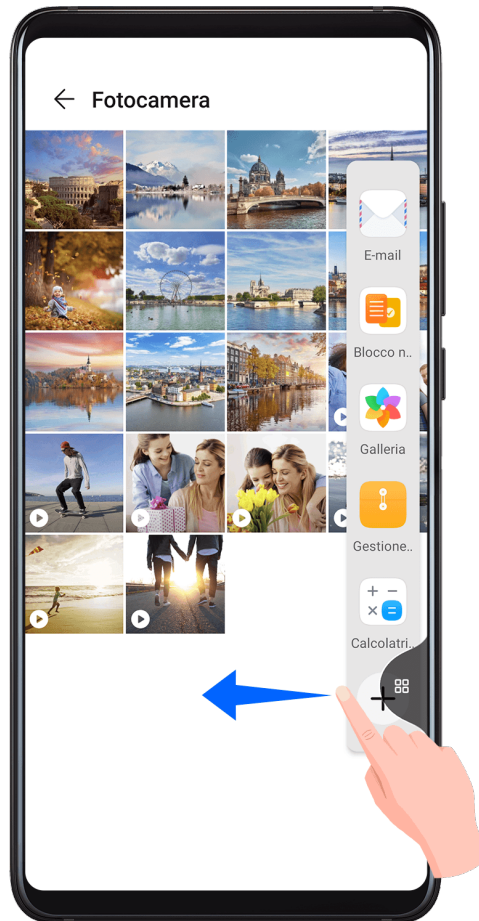 Fotocamera
E-mail
Blocco n..
Galleria
Gestione..
Calcolatri..